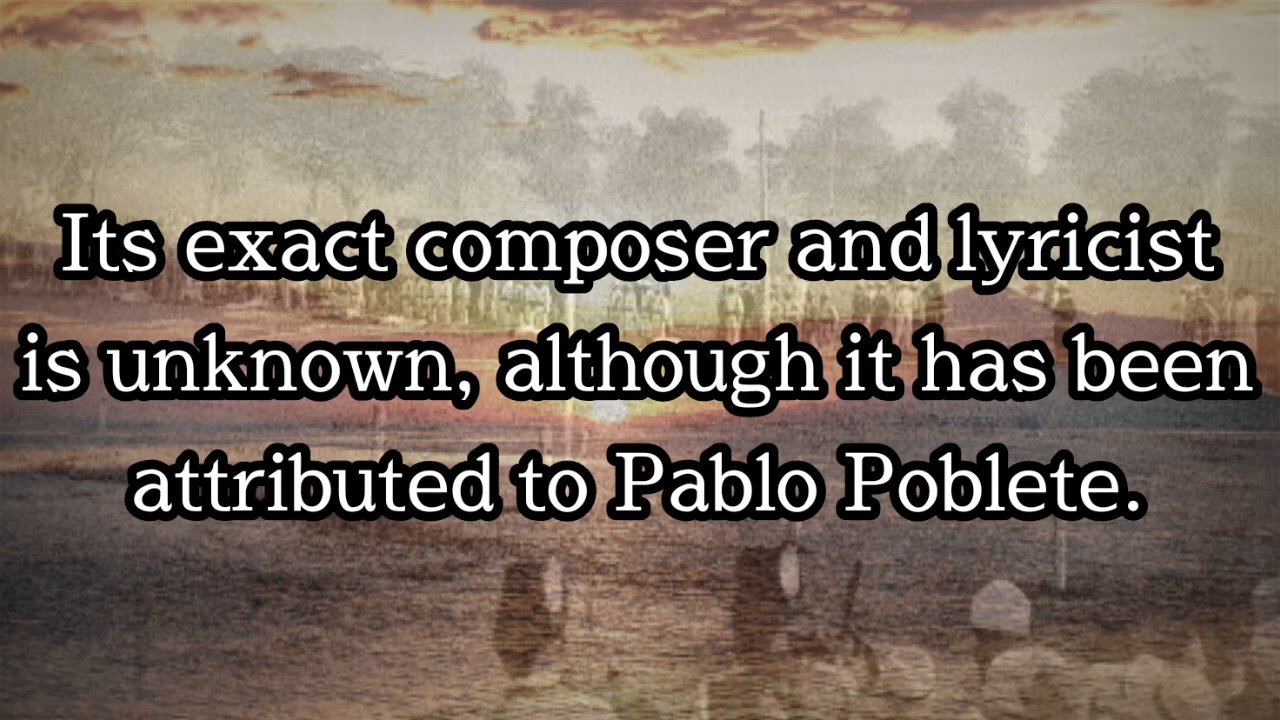 Its exact composer and lyricist
is unknown, although it has been
attributed to Pablo Poblete.